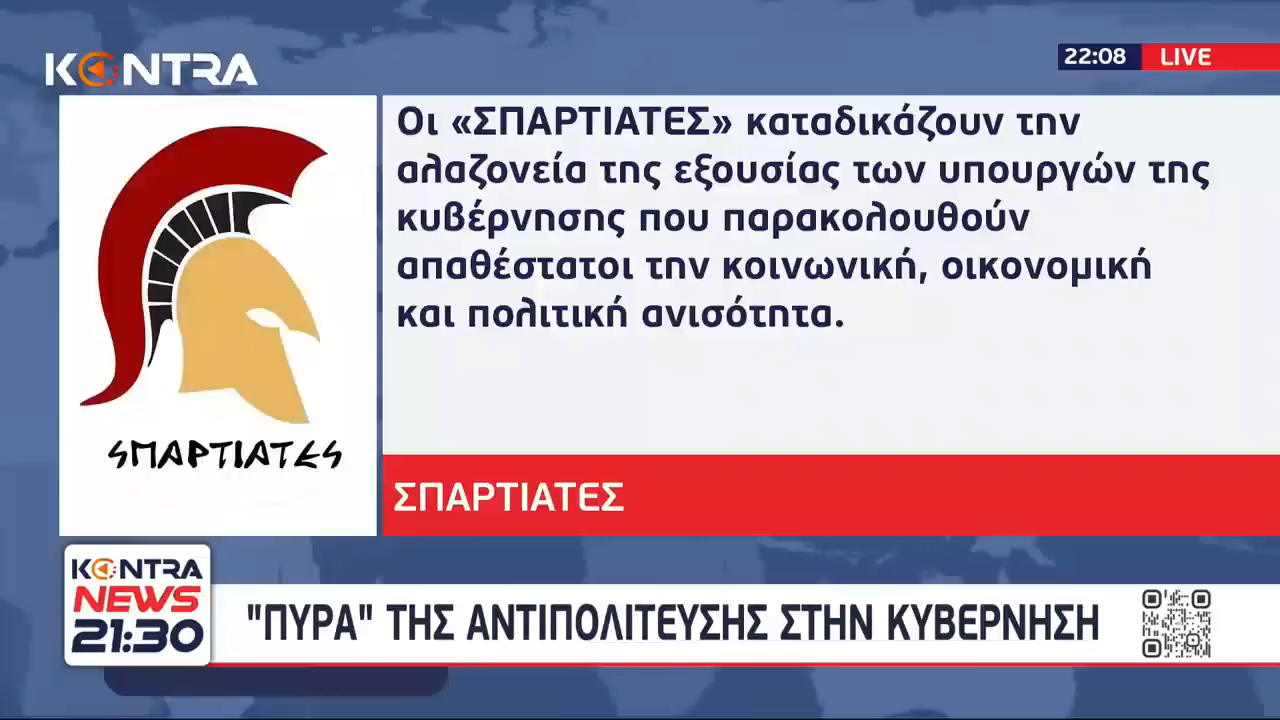 KONTRA
22:08 LIVE
Οι «ΣΠΑΡΤΙΑΤΕΣ» καταδικάζουν την
αλαζονεία της εξουσίας των υπουργών της
κυβέρνησης που παρακολουθούν
απαθέστατοι την κοινωνική, οικονομική
και πολιτική ανισότητα.
ΣΠΑΡΤΙΑΤΕΣ
ΣΠΑΡΤΙΑΤΕΣ
KONTRA
NEWS
21:30
"ΠΥΡΑ" ΤΗΣ ΑΝΤΙΠΟΛΙΤΕΥΣΗΣ ΣΤΗΝ ΚΥΒΕΡΝΗΣΗ